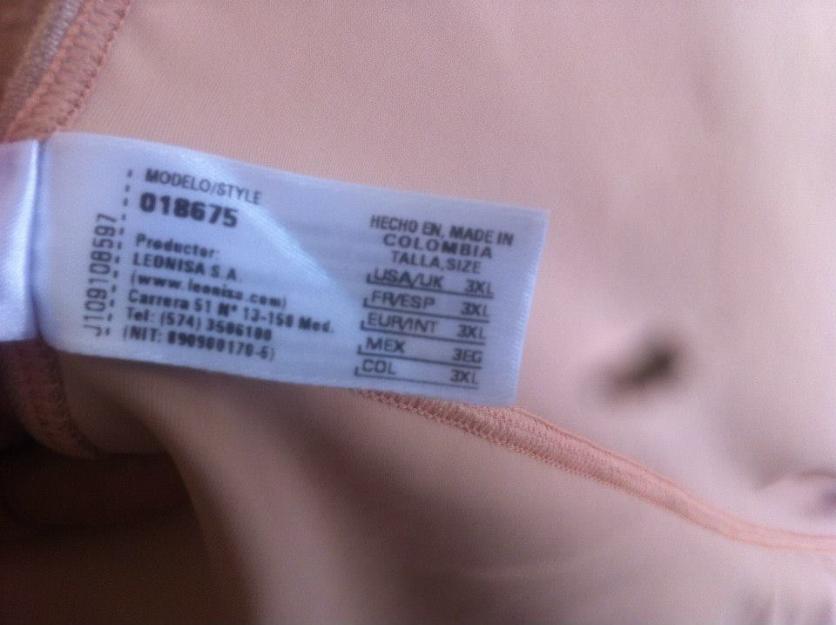 MODELO/STYLE
018675
Productor:
LEONISA S.A.
(www.leonisa.com)
Carrera 51 Nº 13-158 Med.
Tel: (574) 3506100
(NIT: 890900170-6)
J109108597
HECHO EN, MADE IN
COLOMBIA
TALLA,SIZE
USA/UK 3XL
FR/ESP 3XL
EUR/INT 3XL
MEX 3EG
COL 3XL